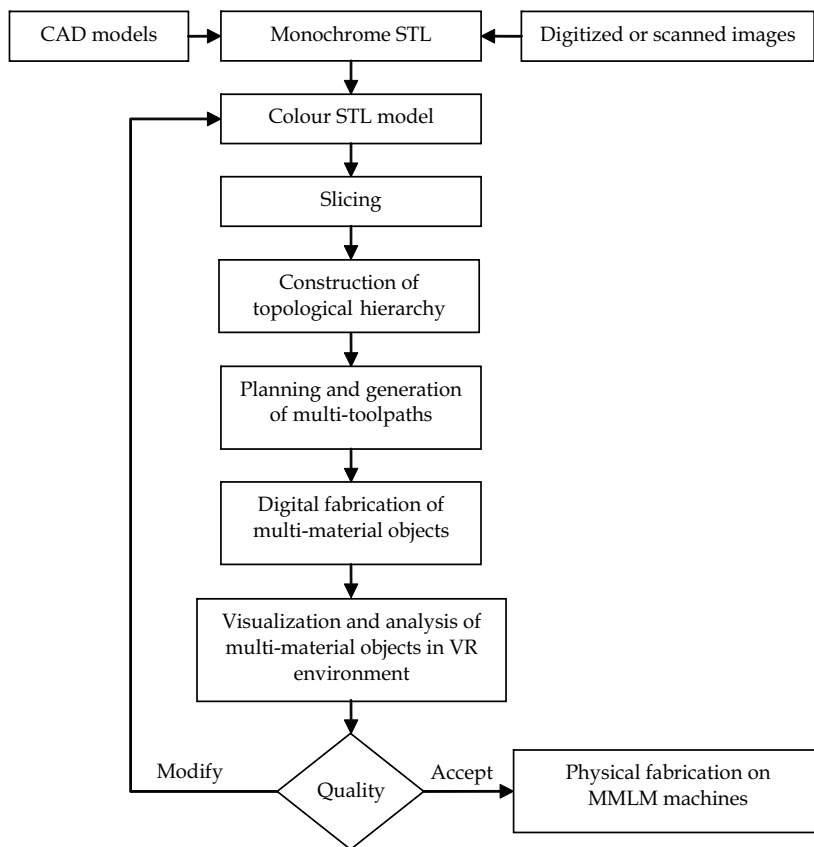 CAD models
Monochrome STL
Digitized or scanned images
Colour STL model
Slicing
Construction of
topological hierarchy
Planning and generation
of multi-toolpaths
Digital fabrication of
multi-material objects
Visualization and analysis of
multi-material objects in VR
environment
Modify
Quality
Accept
Physical fabrication on
MMLM machines